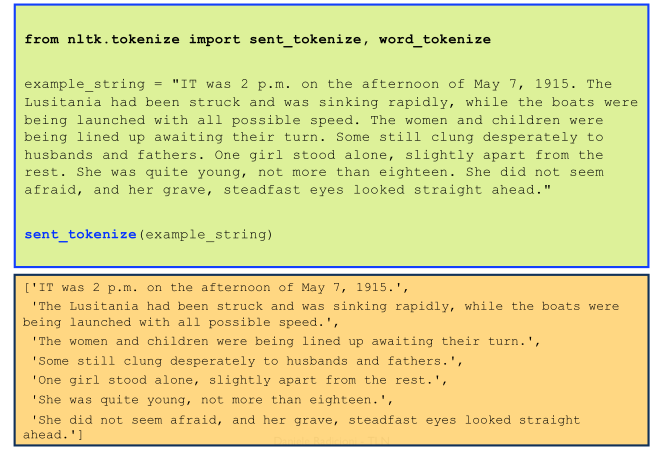 from nltk.tokenize import sent_tokenize, word_tokenize
example_string = "IT was 2 p.m. on the afternoon of May 7, 1915. The
Lusitania had been struck and was sinking rapidly, while the boats were
being launched with all possible speed. The women and children were
being lined up awaiting their turn. Some still clung desperately to
husbands and fathers. One girl stood alone, slightly apart from the
rest. She was quite young, not more than eighteen. She did not seem
afraid, and her grave, steadfast eyes looked straight ahead."
sent_tokenize(example_string)
['IT was 2 p.m. on the afternoon of May 7, 1915.',
'The Lusitania had been struck and was sinking rapidly, while the boats were
being launched with all possible speed.',
'The women and children were being lined up awaiting their turn.',
'Some still clung desperately to husbands and fathers.',
'One girl stood alone, slightly apart from the rest.',
'She was quite young, not more than eighteen.',
'She did not seem afraid, and her grave, steadfast eyes looked straight
ahead.']